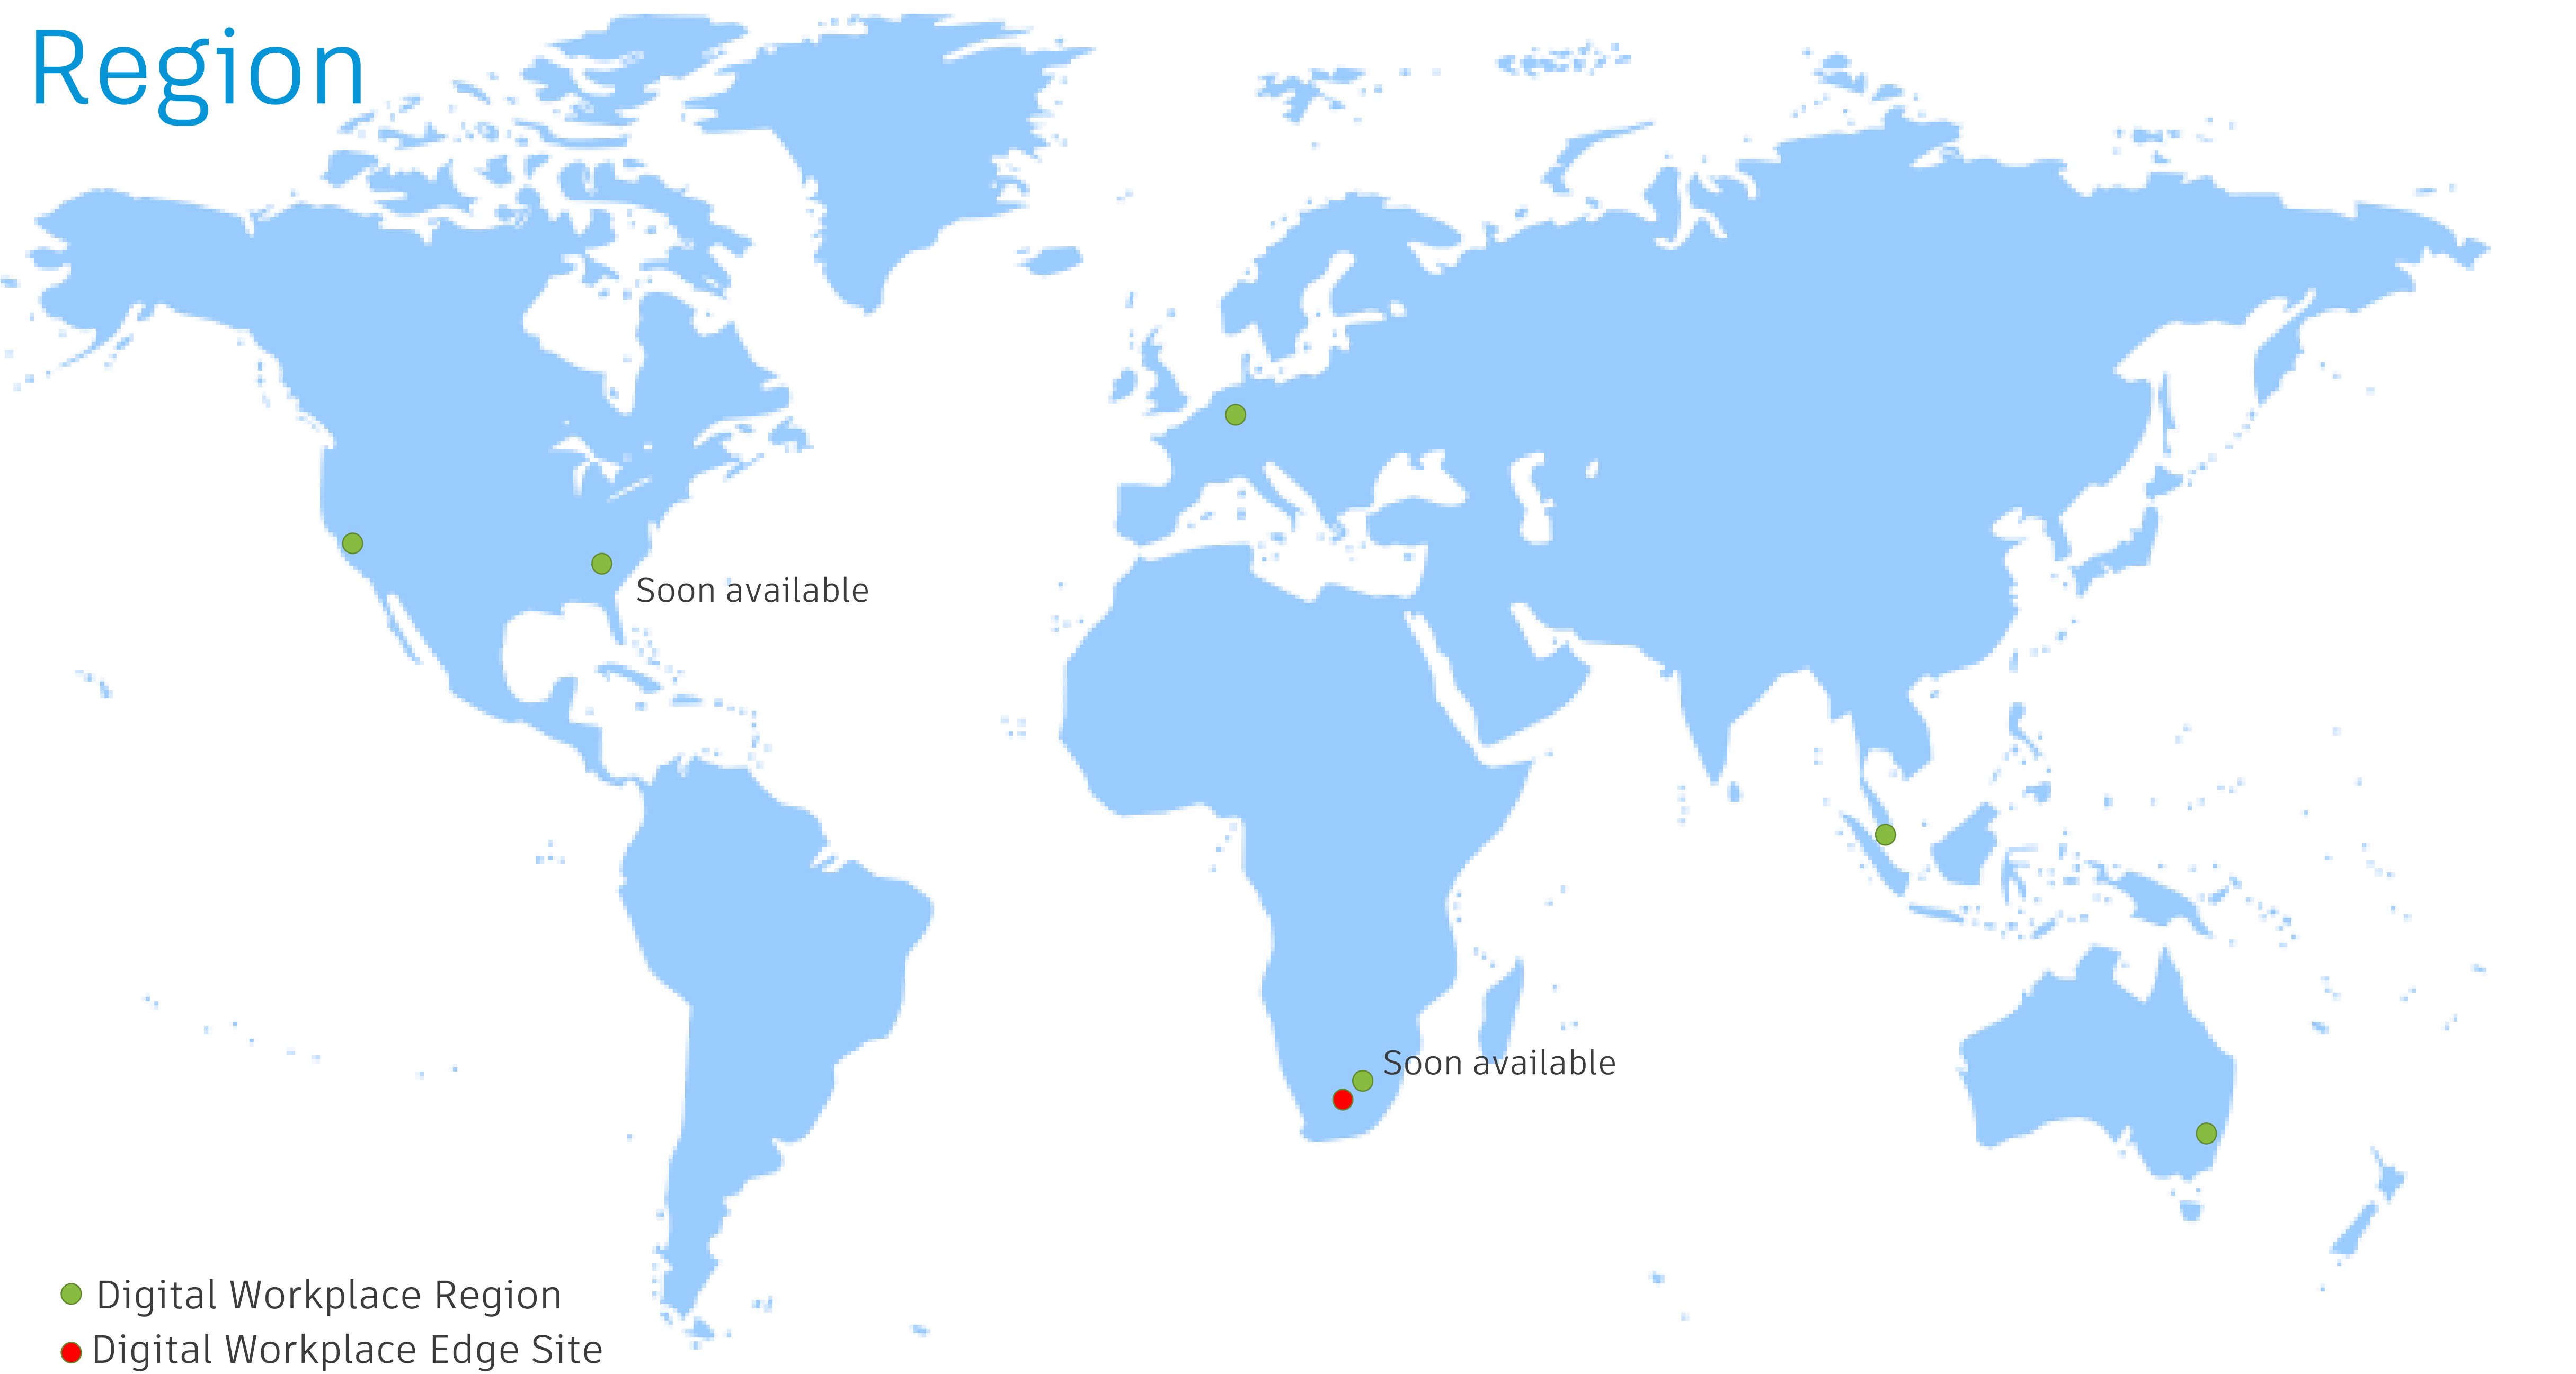 Region
Soon available
Soon available
Digital Workplace Region
Digital Workplace Edge Site